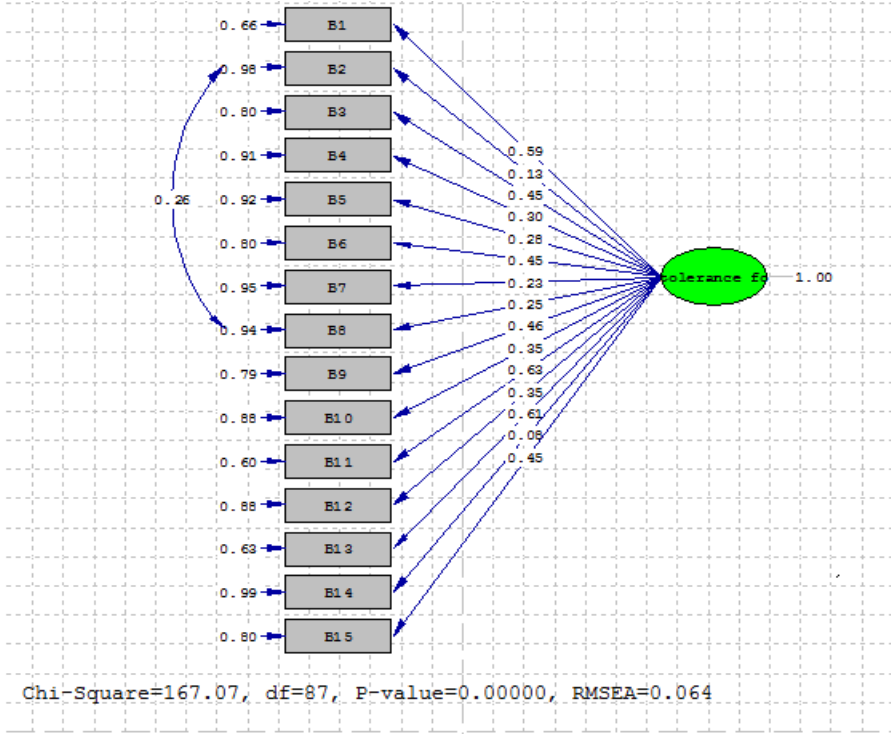 0.66 B1
0.98 B2
0.80 B3
0.91 B4
0.59
0.13
0.26 0.92 B5 0.45
0.30
0.80 B6 0.28
0.45
0.95 B7 0.23 tolerance fo 1.00
0.25
0.94 B8 0.46
0.35
0.79 B9 0.63
0.35
0.88 B10 0.61
0.08
0.60 B11 0.45
0.88 B12
0.63 B13
0.99 B14
0.80 B15
Chi-Square=167.07, df=87, P-value=0.00000, RMSEA=0.064